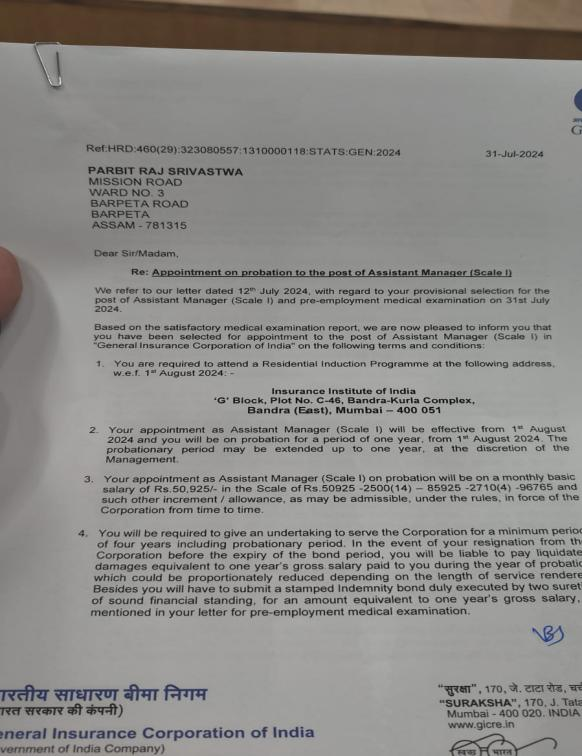 Ref:HRD:460(29):323080557:1310000118:STATS:GEN:2024 31-Jul-2024
PARBIT RAJ SRIVASTWA
MISSION ROAD
WARD NO. 3
BARPETA ROAD
BARPETA
ASSAM - 781315
Dear Sir/Madam,
Re: Appointment on probation to the post of Assistant Manager (Scale I)
We refer to our letter dated 12th July 2024, with regard to your provisional selection for the
post of Assistant Manager (Scale I) and pre-employment medical examination on 31st July
2024.
Based on the satisfactory medical examination report, we are now pleased to inform you that
you have been selected for appointment to the post of Assistant Manager (Scale I) in
"General Insurance Corporation of India" on the following terms and conditions:
1. You are required to attend a Residential Induction Programme at the following address,
w.e.f. 1st August 2024: -
Insurance Institute of India
'G' Block, Plot No. C-46, Bandra-Kurla Complex,
Bandra (East), Mumbai – 400 051
2. Your appointment as Assistant Manager (Scale I) will be effective from 1st August
2024 and you will be on probation for a period of one year, from 1st August 2024. The
probationary period may be extended up to one year, at the discretion of the
Management.
3. Your appointment as Assistant Manager (Scale I) on probation will be on a monthly basic
salary of Rs.50,925/- in the Scale of Rs.50925 -2500(14) – 85925 -2710(4) -96765 and
such other increment / allowance, as may be admissible, under the rules, in force of the
Corporation from time to time.
4. You will be required to give an undertaking to serve the Corporation for a minimum perio
of four years including probationary period. In the event of your resignation from th
Corporation before the expiry of the bond period, you will be liable to pay liquidate
damages equivalent to one year's gross salary paid to you during the year of probatio
which could be proportionately reduced depending on the length of service rendere
Besides you will have to submit a stamped Indemnity bond duly executed by two sureti
of sound financial standing, for an amount equivalent to one year's gross salary,
mentioned in your letter for pre-employment medical examination.
ारतीय साधारण बीमा निगम
ारत सरकार की कंपनी)
eneral Insurance Corporation of India
overnment of India Company)
"सुरक्षा", 170, जे. टाटा रोड, चर्च
"SURAKSHA", 170, J. Tata
Mumbai - 400 020. INDIA
www.gicre.in
स्वच्छ भारत